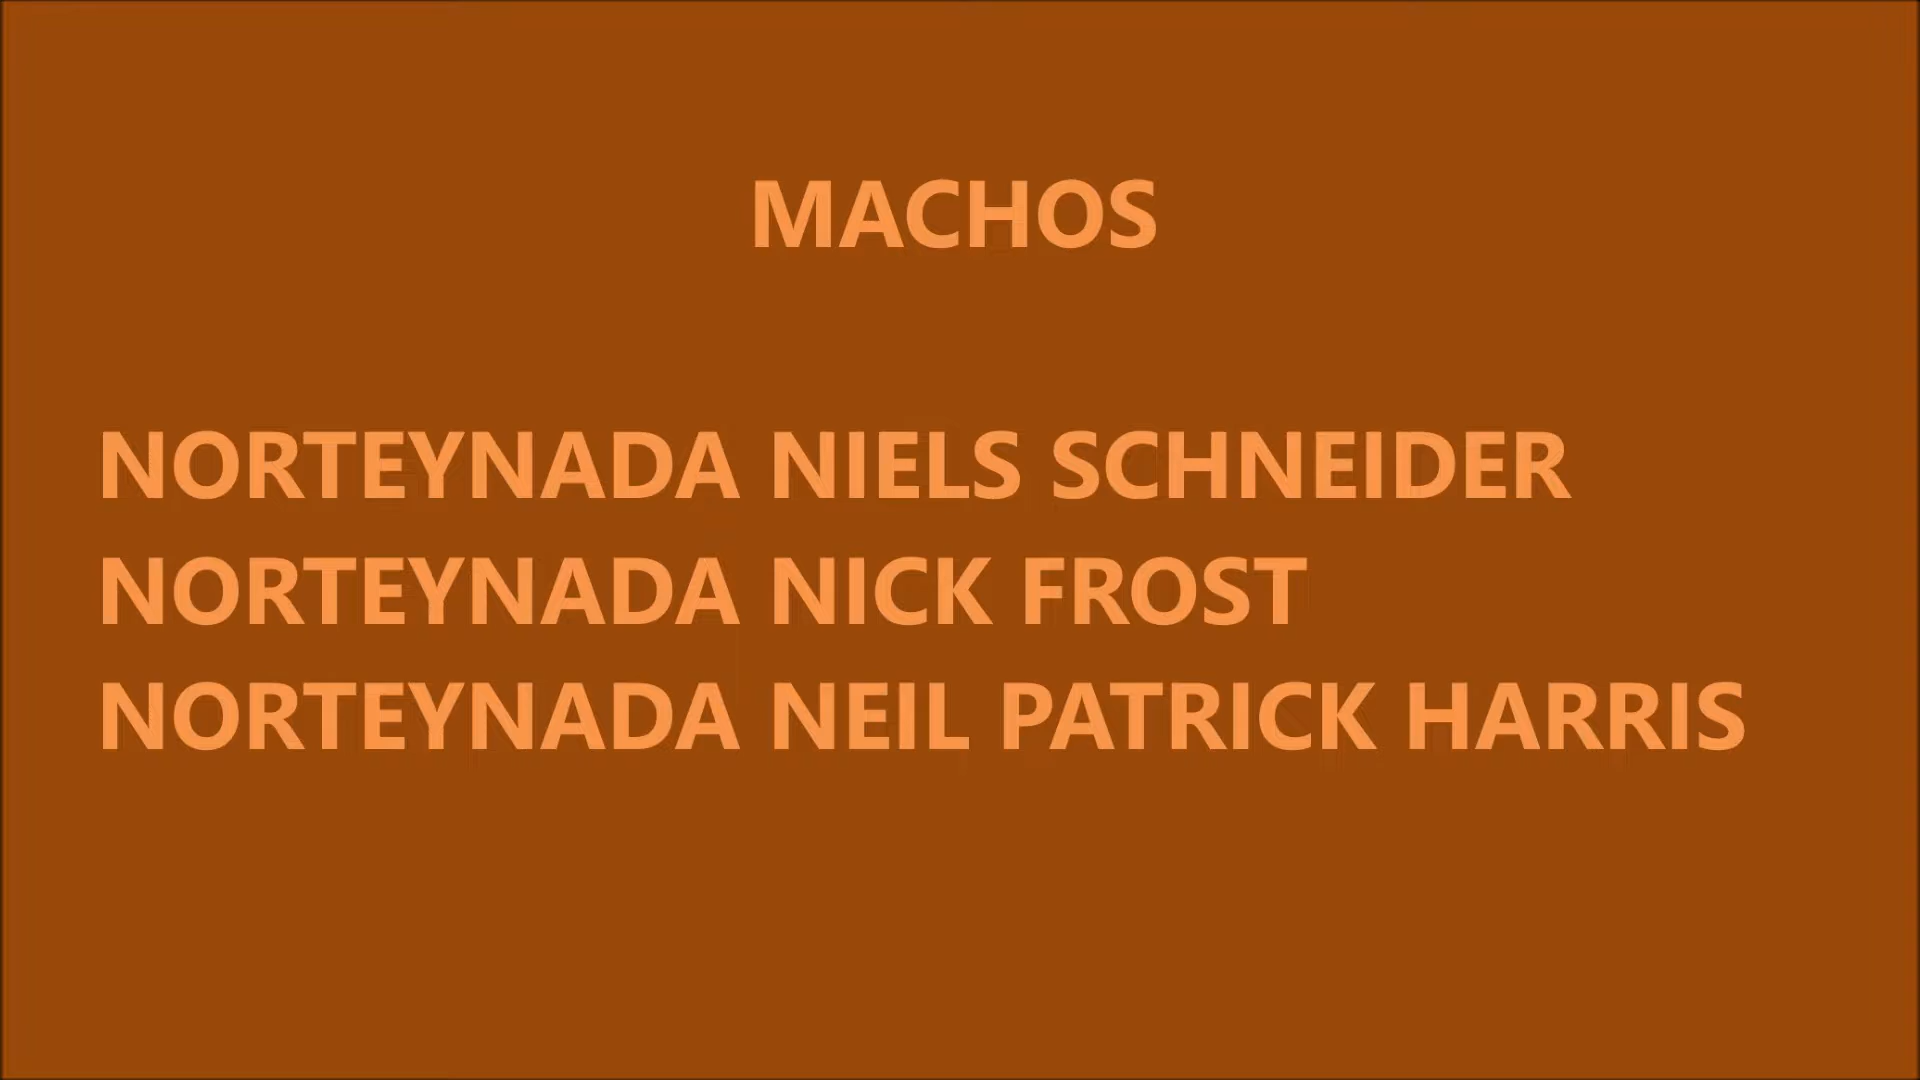 MACHOS
NORTEYNADA NIELS SCHNEIDER
NORTEYNADA NICK FROST
NORTEYNADA NEIL PATRICK HARRIS